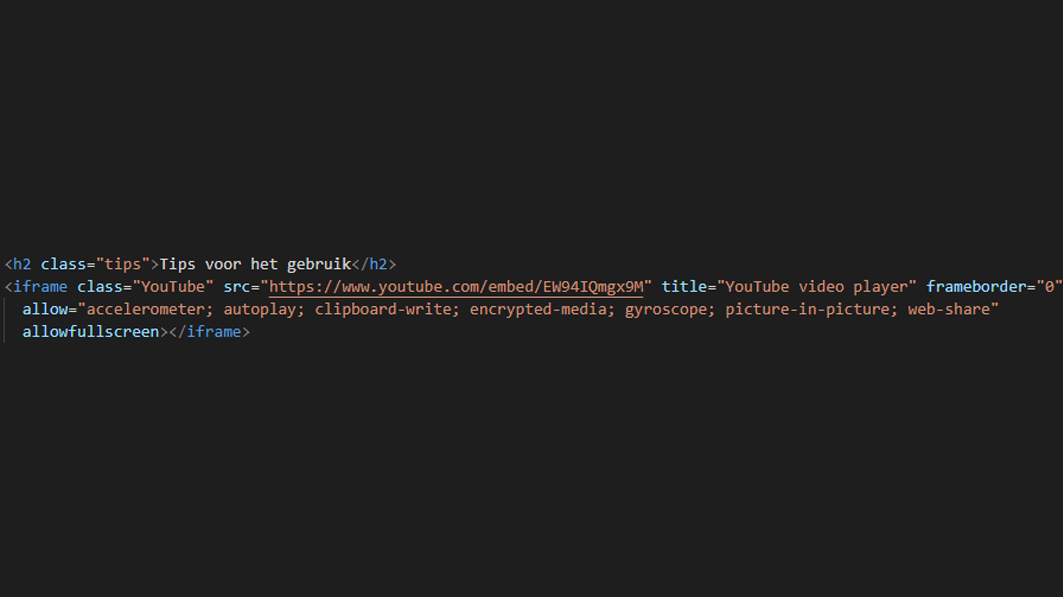 <h2 class="tips">Tips voor het gebruik</h2>
<iframe class="YouTube" src="https://www.youtube.com/embed/EW94IQmgx9M" title="YouTube video player" frameborder="0"
allow="accelerometer; autoplay; clipboard-write; encrypted-media; gyroscope; picture-in-picture; web-share"
allowfullscreen></iframe>